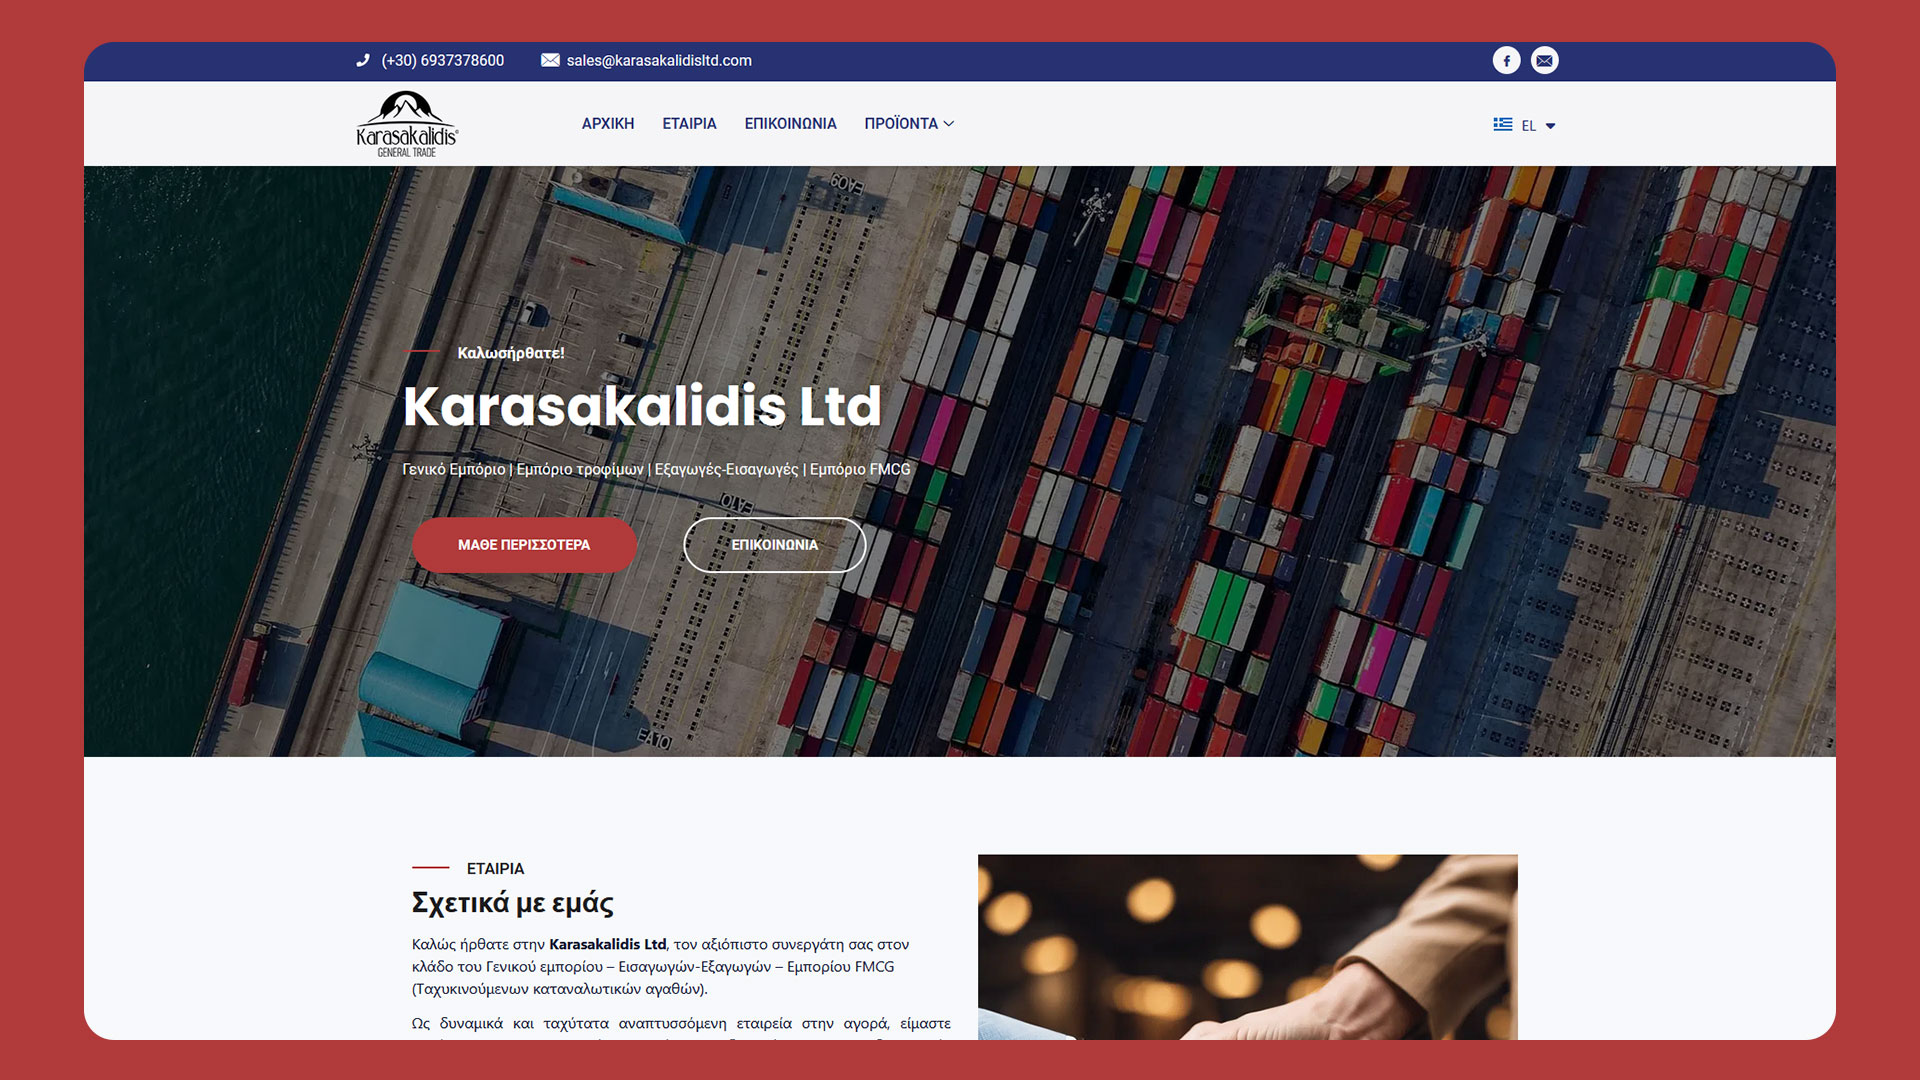 (+30) 6937378600 sales@karasakalidisltd.com
Karasakalidis
GENERAL TRADE
ΑΡΧΙΚΗ ΕΤΑΙΡΙΑ ΕΠΙΚΟΙΝΩΝΙΑ ΠΡΟΪΟΝΤΑ
EL
EA09
Καλωσήρθατε!
Karasakalidis Ltd
Γενικό Εμπόριο | Εμπόριο τροφίμων | Εξαγωγές-Εισαγωγές | Εμπόριο FMCG
ΜΑΘΕ ΠΕΡΙΣΣΟΤΕΡΑ ΕΠΙΚΟΙΝΩΝΙΑ
EA10
ΕΤΑΙΡΙΑ
Σχετικά με εμάς
Καλώς ήρθατε στην Karasakalidis Ltd, τον αξιόπιστο συνεργάτη σας στον
κλάδο του Γενικού εμπορίου – Εισαγωγών-Εξαγωγών – Εμπορίου FMCG
(Ταχυκινούμενων καταναλωτικών αγαθών).
Ως δυναμικά και ταχύτατα αναπτυσσόμενη εταιρεία στην αγορά, είμαστε